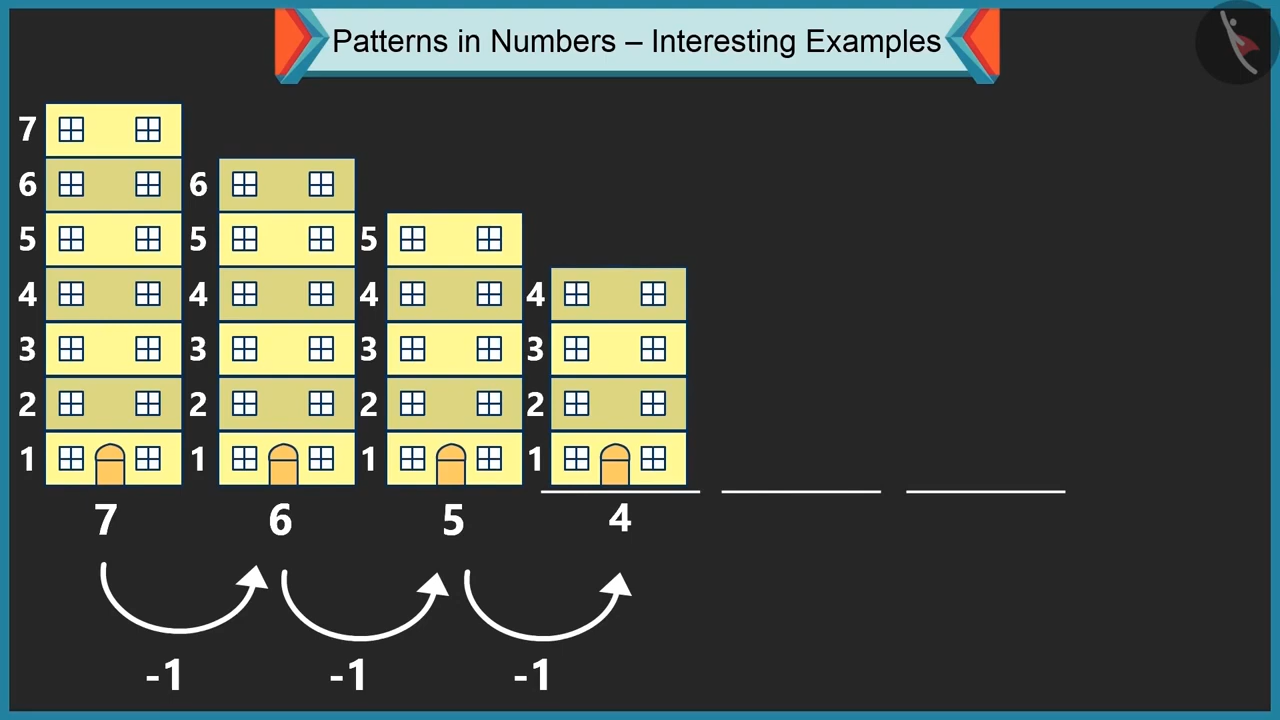 Patterns in Numbers – Interesting Examples
7
6 6
5 5 5
4 4 4 4
3 3 3 3
2 2 2 2
1 1 1 1
7 6 5 4
-1 -1 -1